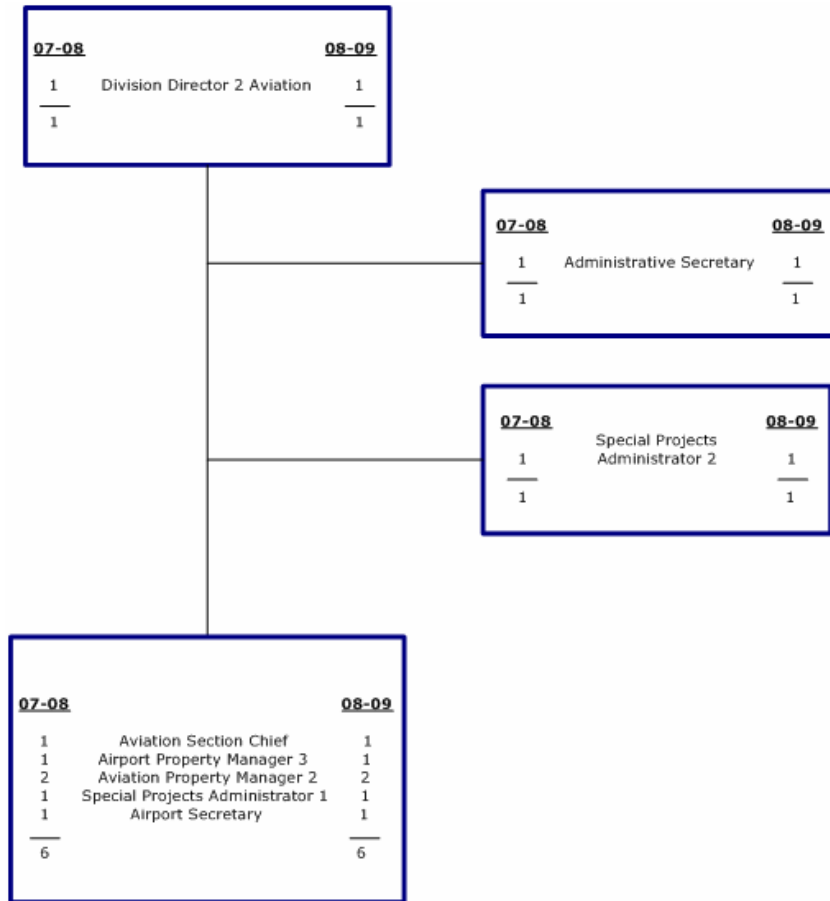 07-08 08-09
1 Division Director 2 Aviation 1
1 1
07-08 08-09
1 Administrative Secretary 1
1 1
07-08 08-09
Special Projects
1 Administrator 2 1
1 1
07-08 08-09
1 Aviation Section Chief 1
1 Airport Property Manager 3 1
2 Aviation Property Manager 2 2
1 Special Projects Administrator 1 1
1 Airport Secretary 1
6 6